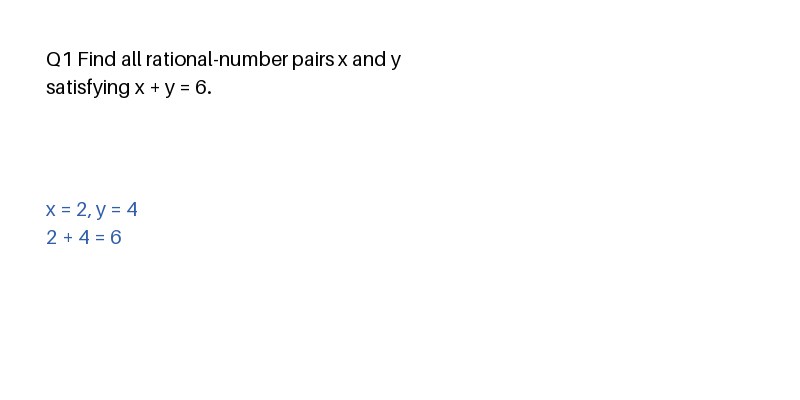 Q1 Find all rational-number pairs x and y
satisfying x + y = 6.
x = 2, y = 4
2 + 4 = 6